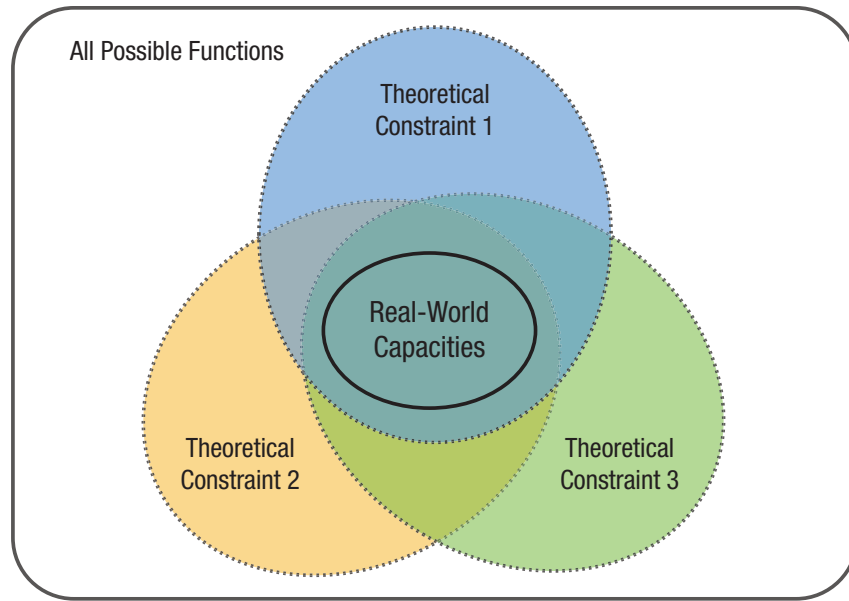 All Possible Functions
Theoretical
Constraint 1
Real-World
Capacities
Theoretical
Constraint 2
Theoretical
Constraint 3